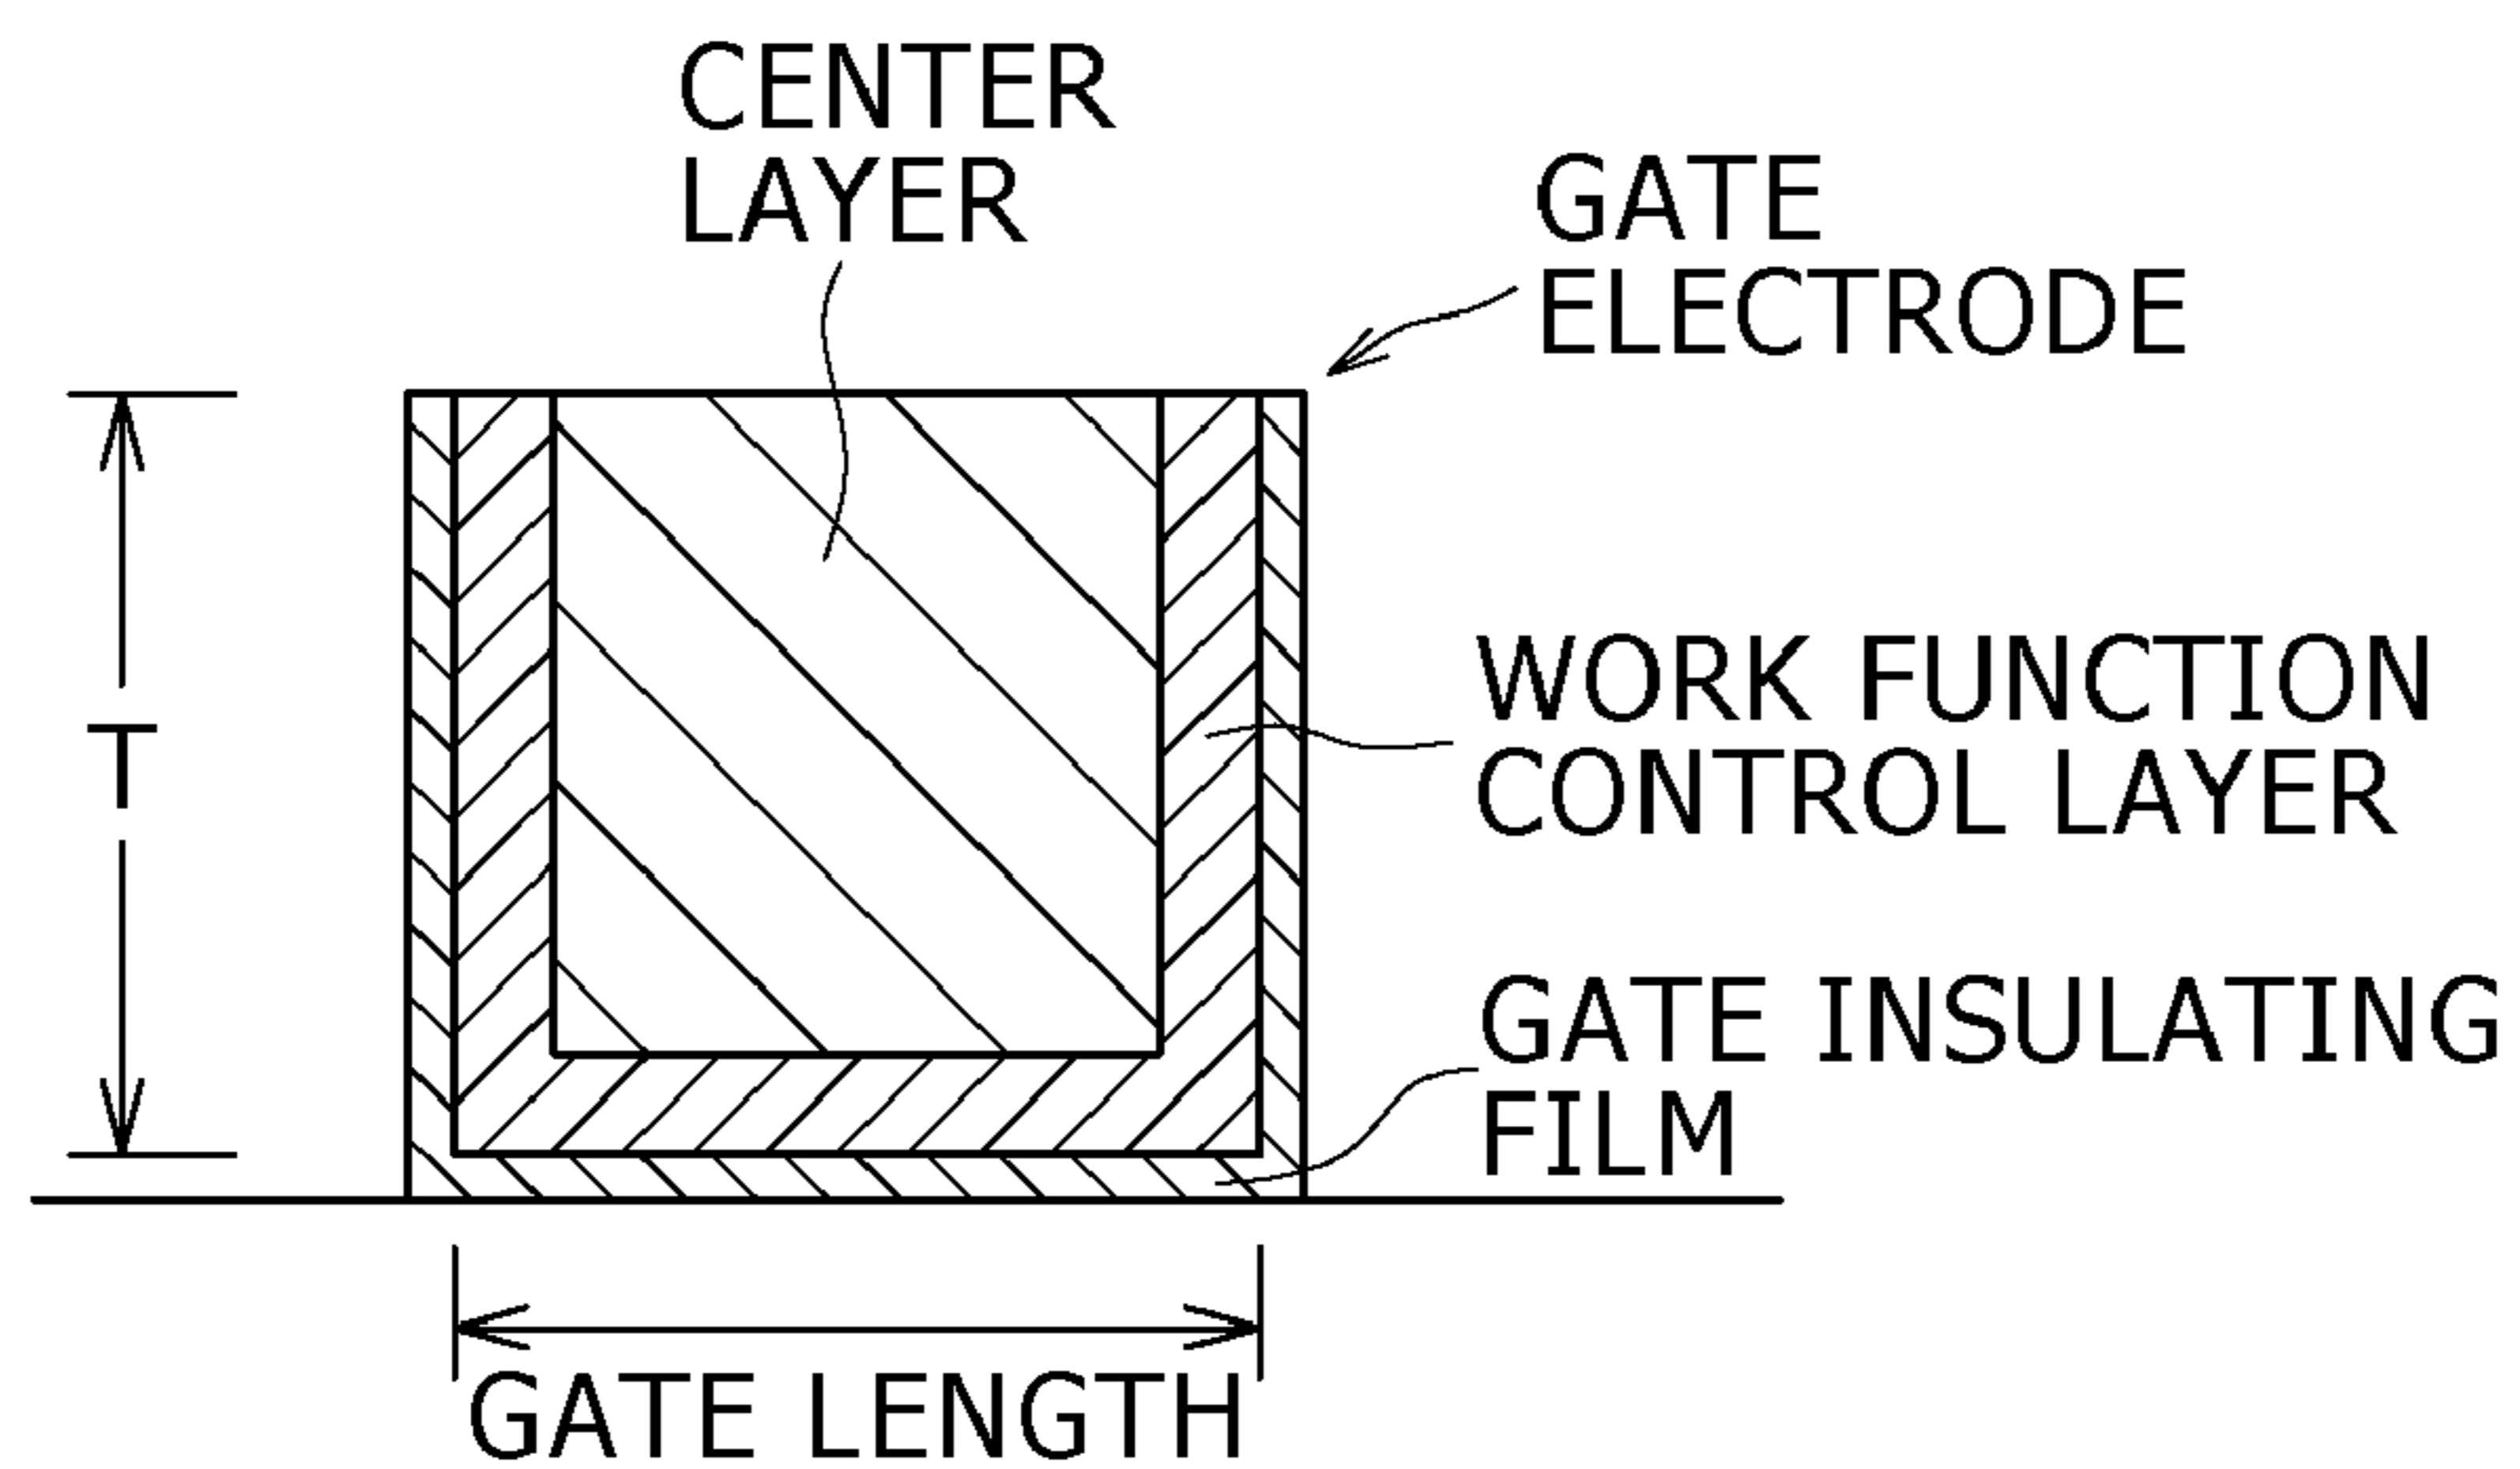 CENTER
LAYER
GATE
ELECTRODE
T
WORK FUNCTION
CONTROL LAYER
GATE INSULATING
FILM
GATE LENGTH